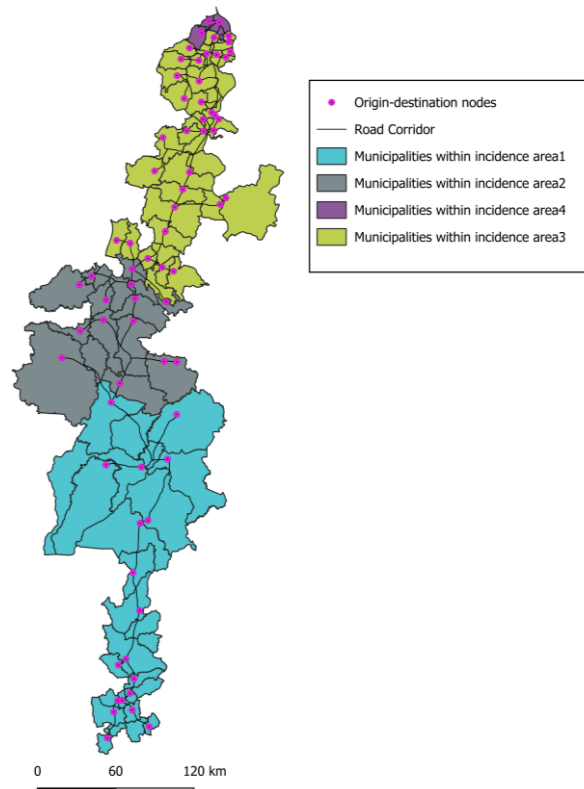 Origin-destination nodes
Road Corridor
Municipalities within incidence area1
Municipalities within incidence area2
Municipalities within incidence area4
Municipalities within incidence area3
0 60 120 km